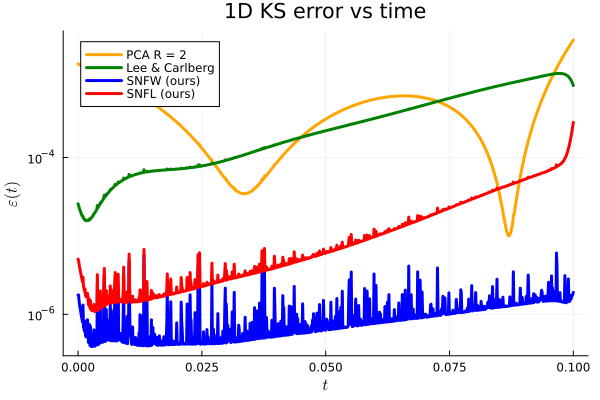 1D KS error vs time
PCA R = 2
Lee & Carlberg
SNFW (ours)
SNFL (ours)
ε(t)
10⁻⁴
10⁻⁶
0.000 0.025 0.050 0.075 0.100
t